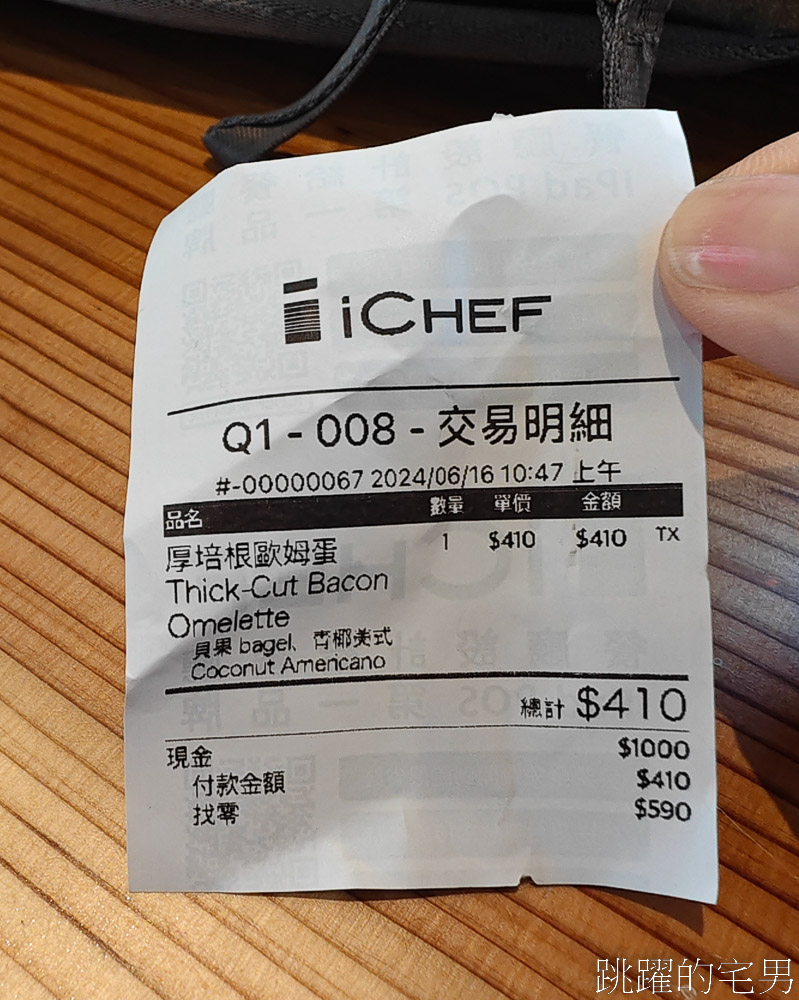 iCHEF
Q1 - 008 - 交易明細
#-00000067 2024/06/16 10:47 上午
品名 數量 單價 金額
厚培根歐姆蛋 1 $410 $410 TX
Thick-Cut Bacon
Omelette
貝果 bagel、香椰美式
Coconut Americano
總計 $410
現金 $1000
付款金額 $410
找零 $590
跳躍的宅男